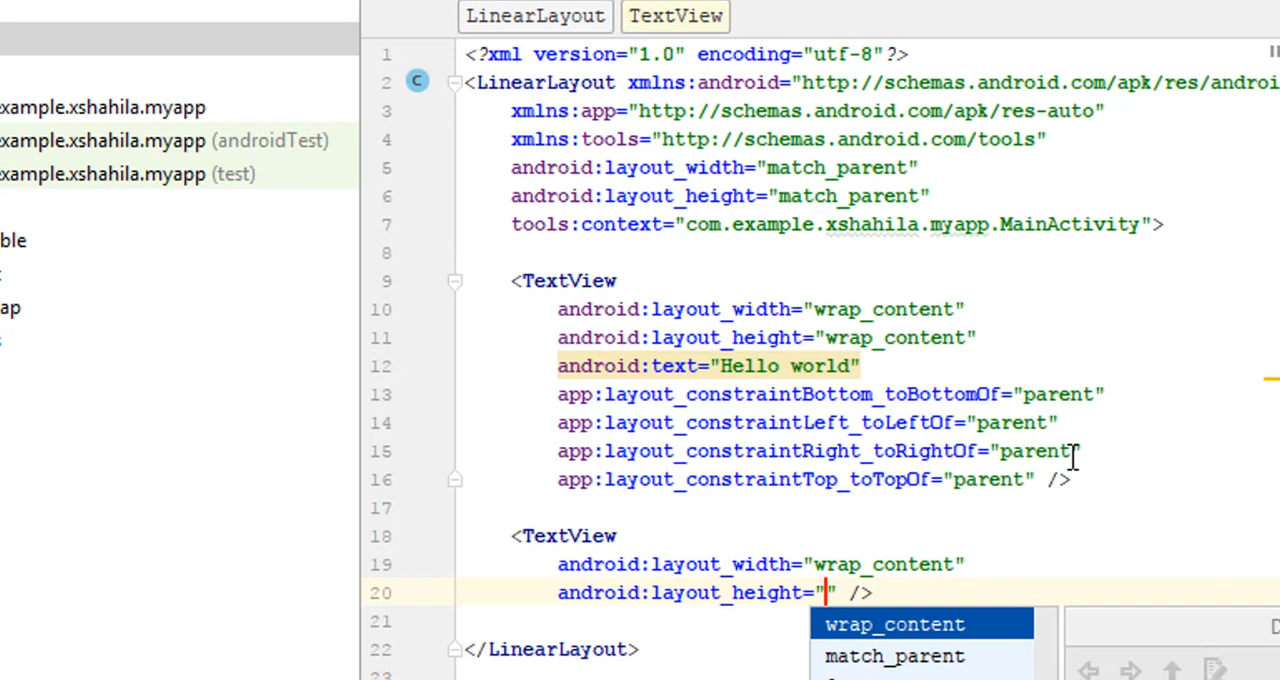 LinearLayout TextView
1 <?xml version="1.0" encoding="utf-8"?>
2 C <LinearLayout xmlns:android="http://schemas.android.com/apk/res/androi
3 xmlns:app="http://schemas.android.com/apk/res-auto"
example.xshahila.myapp
4 xmlns:tools="http://schemas.android.com/tools"
example.xshahila.myapp (androidTest)
5 android:layout_width="match_parent"
example.xshahila.myapp (test)
6 android:layout_height="match_parent"
7 tools:context="com.example.xshahila.myapp.MainActivity">
ble
8
9 <TextView
ap
10 android:layout_width="wrap_content"
11 android:layout_height="wrap_content"
12 android:text="Hello world"
13 app:layout_constraintBottom_toBottomOf="parent"
14 app:layout_constraintLeft_toLeftOf="parent"
15 app:layout_constraintRight_toRightOf="parent"
16 app:layout_constraintTop_toTopOf="parent" />
17
18 <TextView
19 android:layout_width="wrap_content"
20 android:layout_height="" />
21 wrap_content
22 </LinearLayout>
match_parent
23